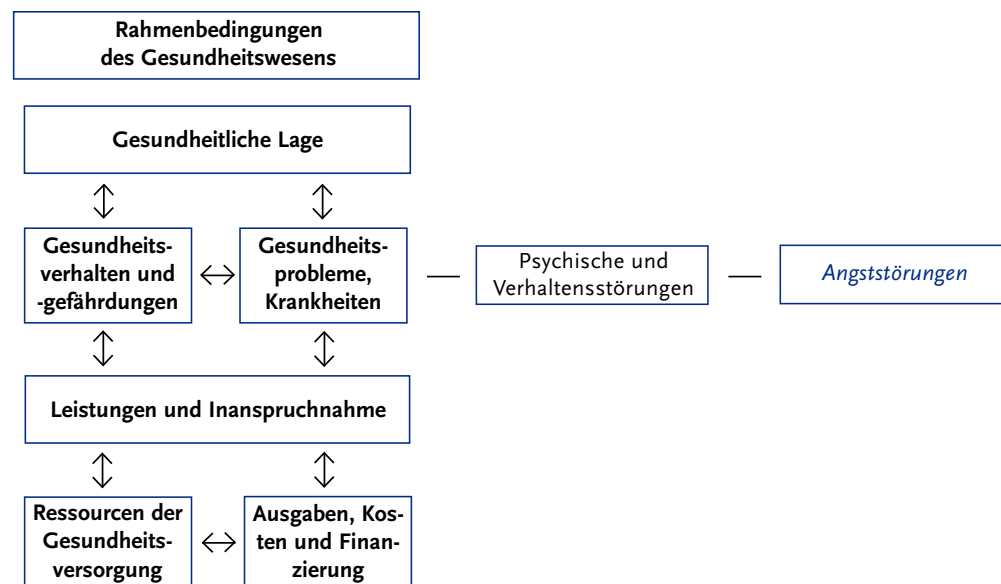 Rahmenbedingungen
des Gesundheitswesens
Gesundheitliche Lage
Gesundheits-
verhalten und
-gefährdungen
Gesundheits-
probleme,
Krankheiten
Psychische und
Verhaltensstörungen
Angststörungen
Leistungen und Inanspruchnahme
Ressourcen der
Gesundheits-
versorgung
Ausgaben, Kos-
ten und Finan-
zierung